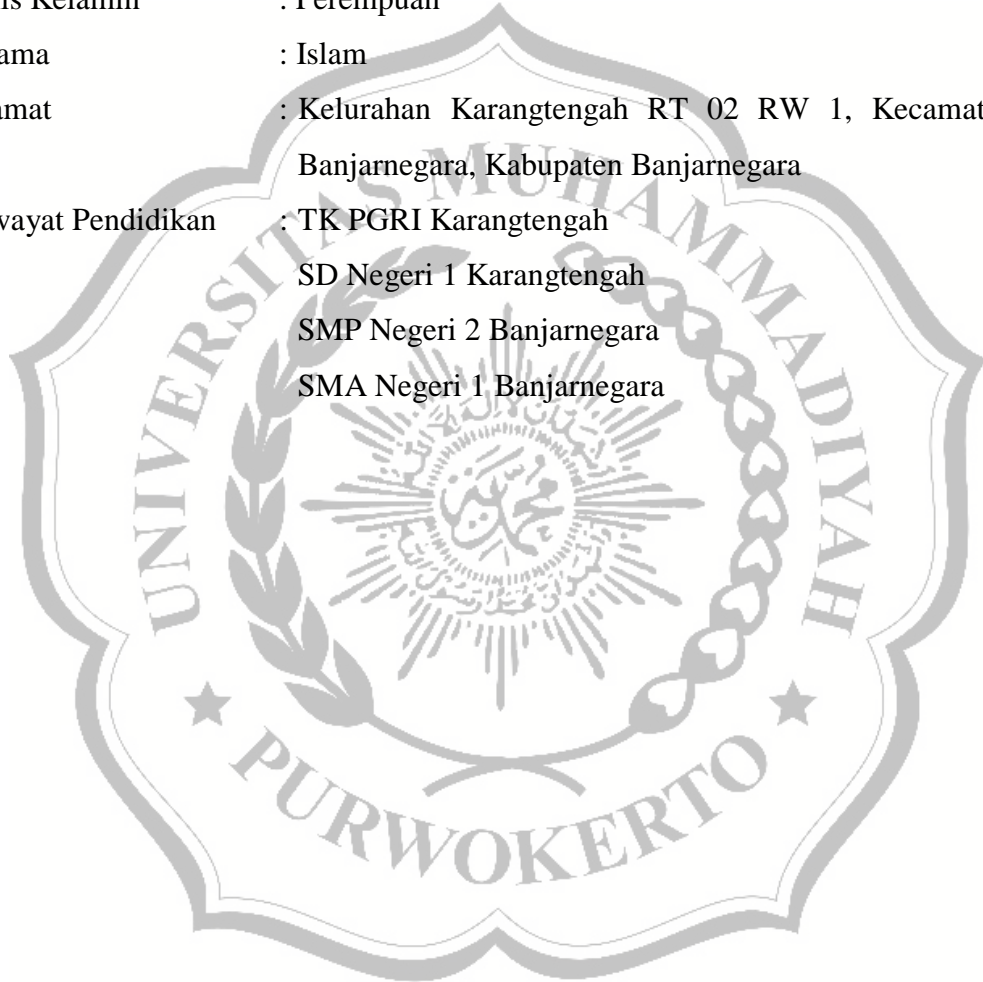 is Kelamin : Perempuan
ama : Islam
amat : Kelurahan Karangtengah RT 02 RW 1, Kecamat
Banjarnegara, Kabupaten Banjarnegara
wayat Pendidikan : TK PGRI Karangtengah
SD Negeri 1 Karangtengah
SMP Negeri 2 Banjarnegara
SMA Negeri 1 Banjarnegara
UNIVERSITAS MUHAMMADIYAH
PURWOKERTO